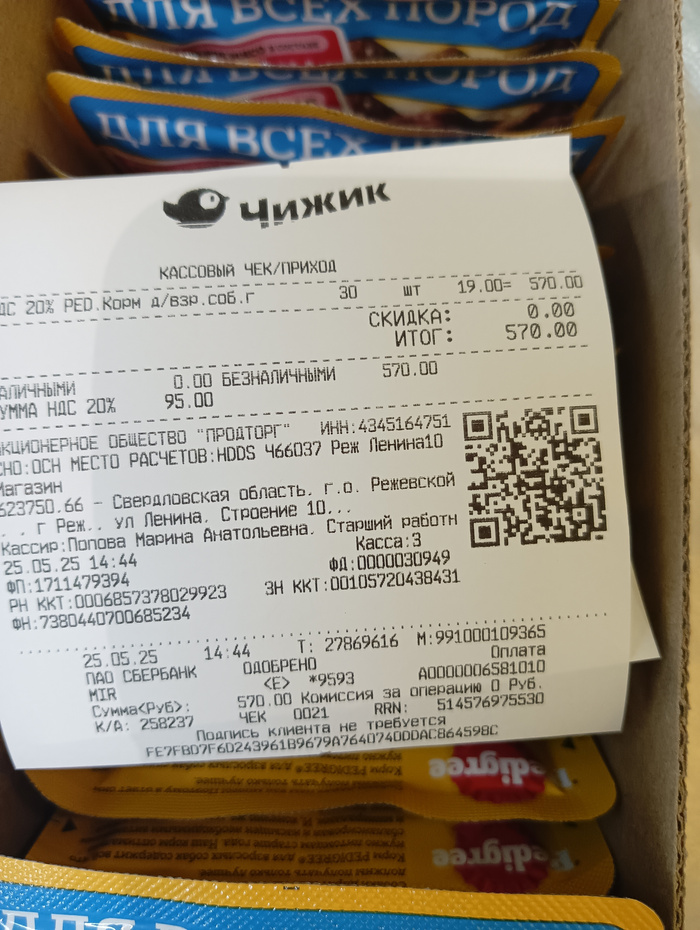 ДЛЯ ВСЕХ ПОРОД
ДЛЯ ВСЕХ ПОРОД
ДЛЯ ВСЕХ
Чижик
КАССОВЫЙ ЧЕК/ПРИХОД
ДС 20% PED.Корм д/взр.соб.г 30 шт 19.00= 570.00
СКИДКА: 0.00
ИТОГ: 570.00
АЛИЧНЫМИ 0.00 БЕЗНАЛИЧНЫМИ 570.00
УММА НДС 20% 95.00
КЦИОНЕРНОЕ ОБЩЕСТВО "ПРОДТОРГ" ИНН:4345164751
СНО:ОСН МЕСТО РАСЧЕТОВ:HDDS 466037 Реж Ленина10
Магазин
623750.66 - Свердловская область, г.о. Режевской
. , г Реж., ул Ленина, Строение 10...
Кассир:Попова Марина Анатольевна, Старший работн
25.05.25 14:44 Касса:3
ФП:1711479394 ФД:0000030949
РН ККТ:0006857378029923 ЗН ККТ:00105720438431
ФН:7380440700685234
25.05.25 14:44 Т: 27869616 М:991000109365
ПАО СБЕРБАНК ОДОБРЕНО Оплата
MIR <E> *9593 A0000006581010
Сумма<Руб>: 570.00 Комиссия за операцию 0 Руб.
К/А: 258237 ЧЕК 0021 RRN: 514576975530
Подпись клиента не требуется
FE7FBD7F6D243961B9679A7640740DDAC864598C
Pedigree
Pedigree